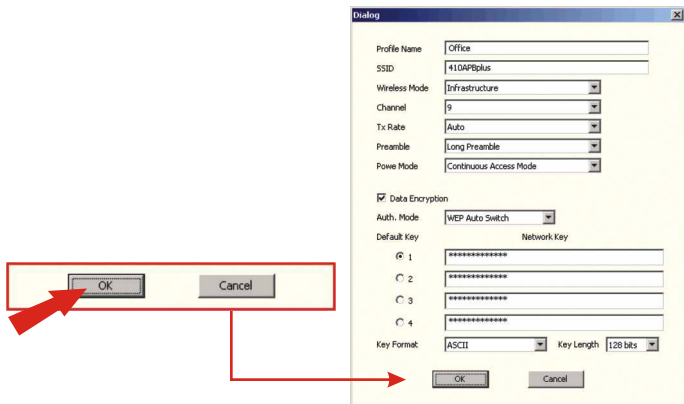 Dialog
Profile Name Office
SSID 410APBplus
Wireless Mode Infrastructure
Channel 9
Tx Rate Auto
Preamble Long Preamble
Powe Mode Continuous Access Mode
Data Encryption
Auth. Mode WEP Auto Switch
Default Key Network Key
1 *************
2 *************
3 *************
4 *************
Key Format ASCII Key Length 128 bits
OK Cancel
OK Cancel